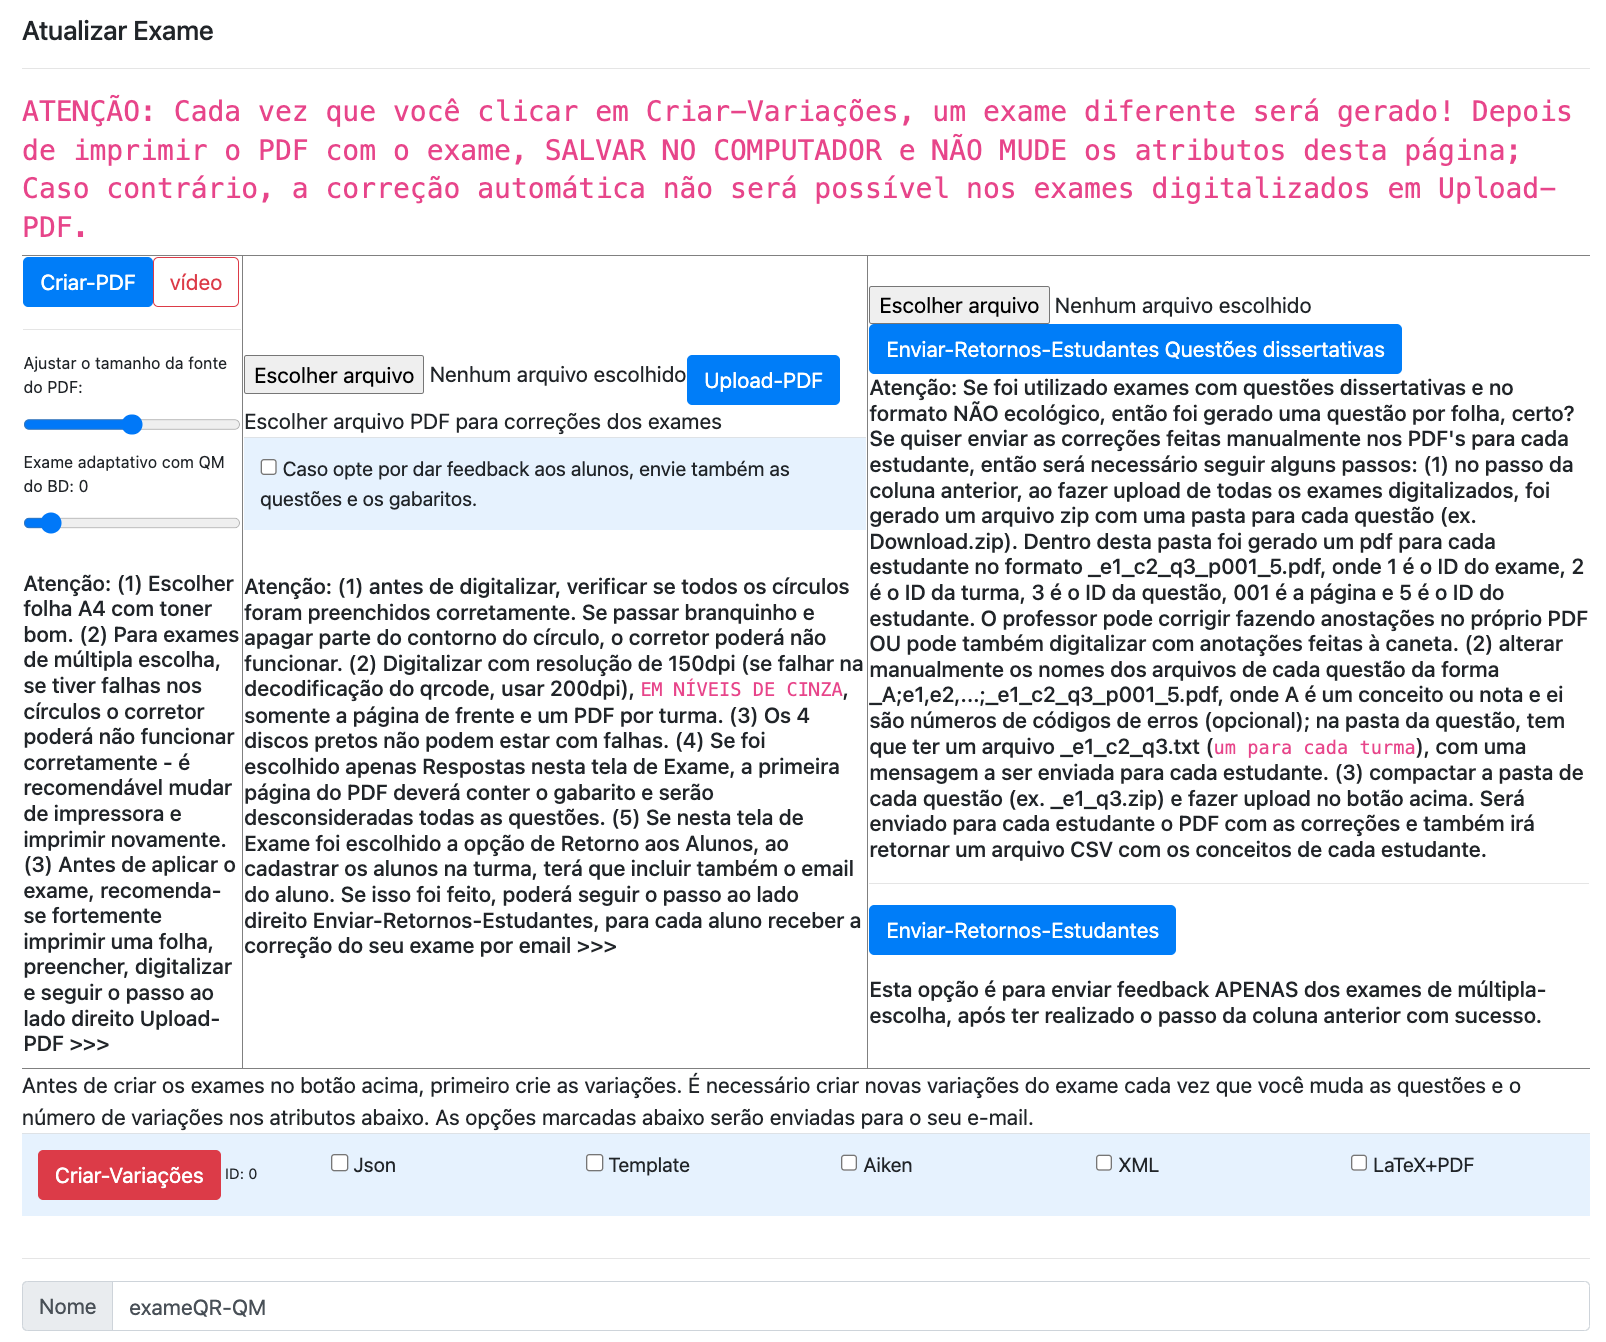 Atualizar Exame
ATENÇÃO: Cada vez que você clicar em Criar-Variações, um exame diferente será gerado! Depois
de imprimir o PDF com o exame, SALVAR NO COMPUTADOR e NÃO MUDE os atributos desta página;
Caso contrário, a correção automática não será possível nos exames digitalizados em Upload-
PDF.
Criar-PDF vídeo
Ajustar o tamanho da fonte
do PDF:
Exame adaptativo com QM
do BD: 0
Atenção: (1) Escolher
folha A4 com toner
bom. (2) Para exames
de múltipla escolha,
se tiver falhas nos
círculos o corretor
poderá não funcionar
corretamente - é
recomendável mudar
de impressora e
imprimir novamente.
(3) Antes de aplicar o
exame, recomenda-
se fortemente
imprimir uma folha,
preencher, digitalizar
e seguir o passo ao
lado direito Upload-
PDF >>>
Escolher arquivo Nenhum arquivo escolhido Upload-PDF
Escolher arquivo PDF para correções dos exames
Caso opte por dar feedback aos alunos, envie também as
questões e os gabaritos.
Atenção: (1) antes de digitalizar, verificar se todos os círculos
foram preenchidos corretamente. Se passar branquinho e
apagar parte do contorno do círculo, o corretor poderá não
funcionar. (2) Digitalizar com resolução de 150dpi (se falhar na
decodificação do qrcode, usar 200dpi), EM NÍVEIS DE CINZA,
somente a página de frente e um PDF por turma. (3) Os 4
discos pretos não podem estar com falhas. (4) Se foi
escolhido apenas Respostas nesta tela de Exame, a primeira
página do PDF deverá conter o gabarito e serão
desconsideradas todas as questões. (5) Se nesta tela de
Exame foi escolhido a opção de Retorno aos Alunos, ao
cadastrar os alunos na turma, terá que incluir também o email
do aluno. Se isso foi feito, poderá seguir o passo ao lado
direito Enviar-Retornos-Estudantes, para cada aluno receber a
correção do seu exame por email >>>
Escolher arquivo Nenhum arquivo escolhido
Enviar-Retornos-Estudantes Questões dissertativas
Atenção: Se foi utilizado exames com questões dissertativas e no
formato NÃO ecológico, então foi gerado uma questão por folha, certo?
Se quiser enviar as correções feitas manualmente nos PDF's para cada
estudante, então será necessário seguir alguns passos: (1) no passo da
coluna anterior, ao fazer upload de todas os exames digitalizados, foi
gerado um arquivo zip com uma pasta para cada questão (ex.
Download.zip). Dentro desta pasta foi gerado um pdf para cada
estudante no formato _e1_c2_q3_p001_5.pdf, onde 1 é o ID do exame, 2
é o ID da turma, 3 é o ID da questão, 001 é a página e 5 é o ID do
estudante. O professor pode corrigir fazendo anostações no próprio PDF
OU pode também digitalizar com anotações feitas à caneta. (2) alterar
manualmente os nomes dos arquivos de cada questão da forma
_A;e1,e2,...;_e1_c2_q3_p001_5.pdf, onde A é um conceito ou nota e ei
são números de códigos de erros (opcional); na pasta da questão, tem
que ter um arquivo _e1_c2_q3.txt (um para cada turma), com uma
mensagem a ser enviada para cada estudante. (3) compactar a pasta de
cada questão (ex. _e1_q3.zip) e fazer upload no botão acima. Será
enviado para cada estudante o PDF com as correções e também irá
retornar um arquivo CSV com os conceitos de cada estudante.
Enviar-Retornos-Estudantes
Esta opção é para enviar feedback APENAS dos exames de múltipla-
escolha, após ter realizado o passo da coluna anterior com sucesso.
Antes de criar os exames no botão acima, primeiro crie as variações. É necessário criar novas variações do exame cada vez que você muda as questões e o
número de variações nos atributos abaixo. As opções marcadas abaixo serão enviadas para o seu e-mail.
Criar-Variações ID: 0 Json Template Aiken XML LaTeX+PDF
Nome exameQR-QM